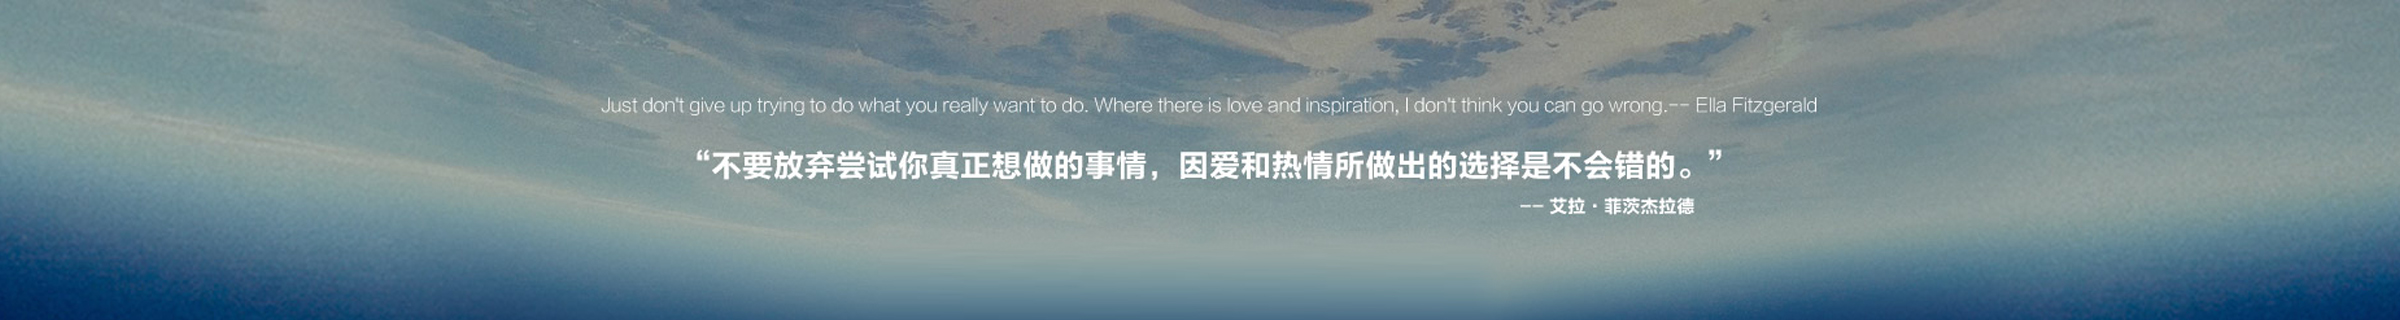 Just don't give up trying to do what you really want to do. Where there is love and inspiration, I don't think you can go wrong.-- Ella Fitzgerald
“不要放弃尝试你真正想做的事情，因爱和热情所做出的选择是不会错的。”
-- 艾拉·菲茨杰拉德